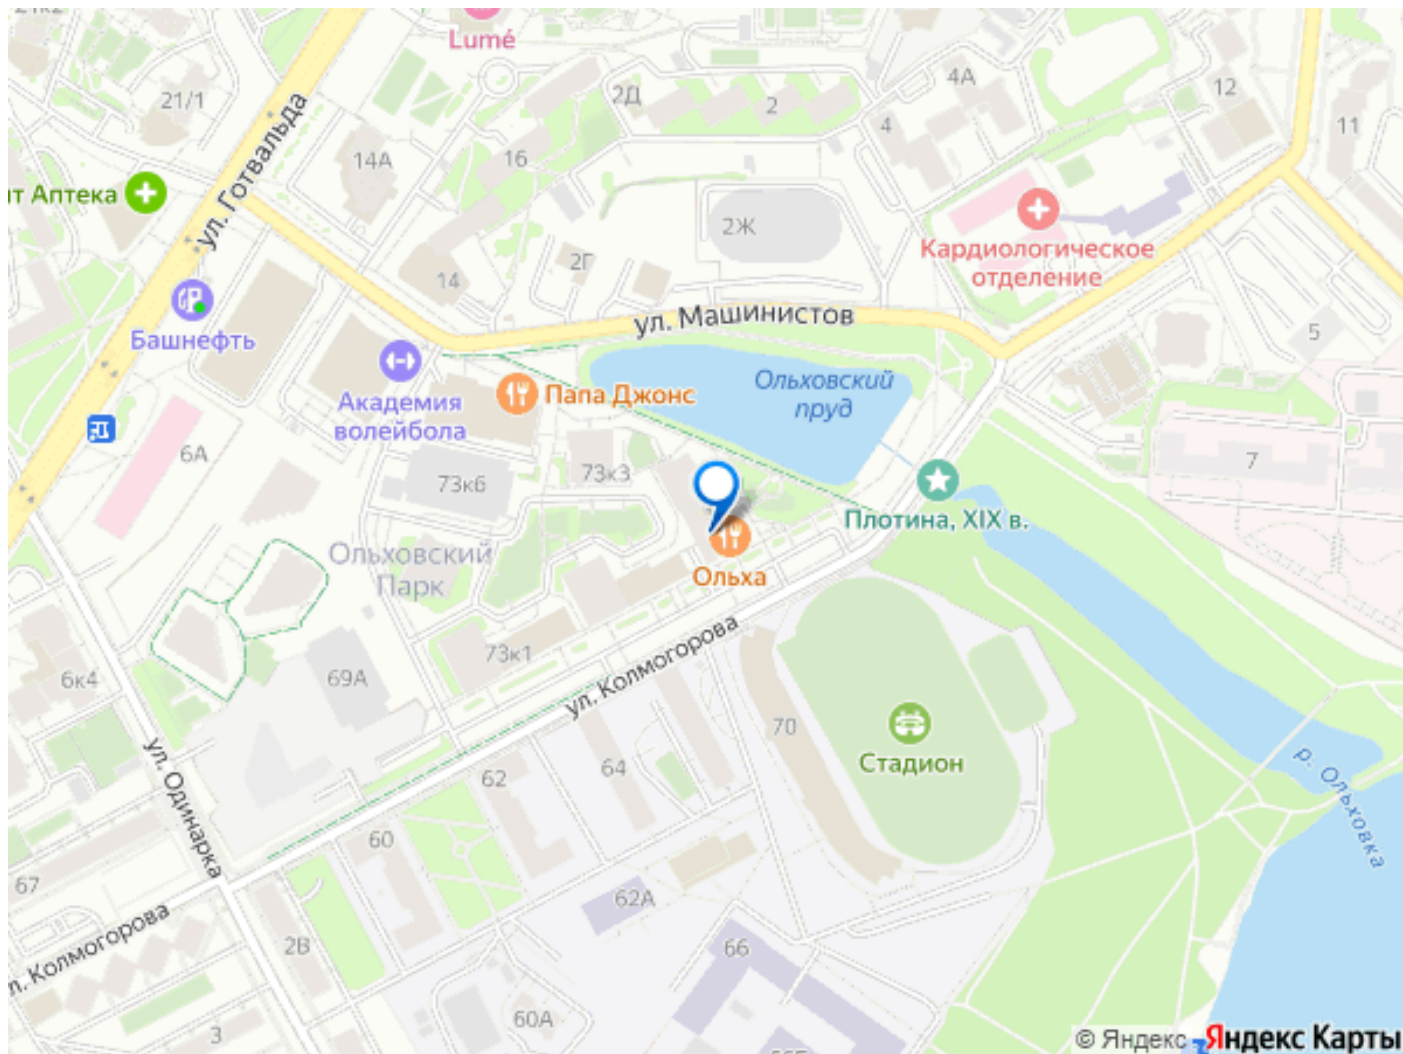 Lumé
21/1
2Д
2
4А
12
4
11
14А
16
ул. Готвальда
т Аптека
2Ж
Кардиологическое
отделение
2Г
14
ул. Машинистов
5
Башнефть
Ольховский
пруд
Папа Джонс
Академия
волейбола
6А
73к6
73к3
7
Плотина, XIX в.
Ольховский
Парк
Ольха
73к1
ул. Колмогорова
6к4
69А
70
Стадион
62
64
р. Ольховка
ул. Одинарка
60
67
62А
2В
66
л. Колмогорова
60А
3
© Яндекс Яндекс Карты